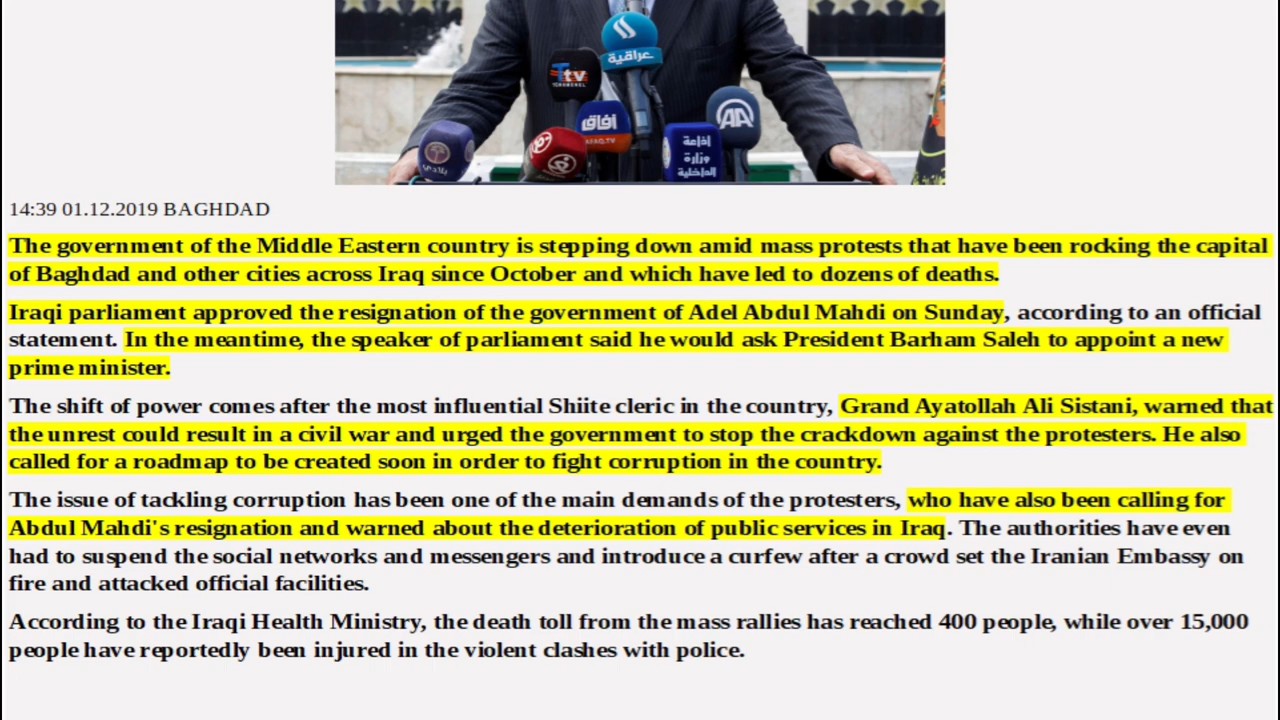 عراقية
Ttv
آفاق
AFAQ.TV
AA
اذاعة
وزارة
الداخلية
بلادي
14:39 01.12.2019 BAGHDAD
The government of the Middle Eastern country is stepping down amid mass protests that have been rocking the capital
of Baghdad and other cities across Iraq since October and which have led to dozens of deaths.
Iraqi parliament approved the resignation of the government of Adel Abdul Mahdi on Sunday, according to an official
statement. In the meantime, the speaker of parliament said he would ask President Barham Saleh to appoint a new
prime minister.
The shift of power comes after the most influential Shiite cleric in the country, Grand Ayatollah Ali Sistani, warned that
the unrest could result in a civil war and urged the government to stop the crackdown against the protesters. He also
called for a roadmap to be created soon in order to fight corruption in the country.
The issue of tackling corruption has been one of the main demands of the protesters, who have also been calling for
Abdul Mahdi's resignation and warned about the deterioration of public services in Iraq. The authorities have even
had to suspend the social networks and messengers and introduce a curfew after a crowd set the Iranian Embassy on
fire and attacked official facilities.
According to the Iraqi Health Ministry, the death toll from the mass rallies has reached 400 people, while over 15,000
people have reportedly been injured in the violent clashes with police.